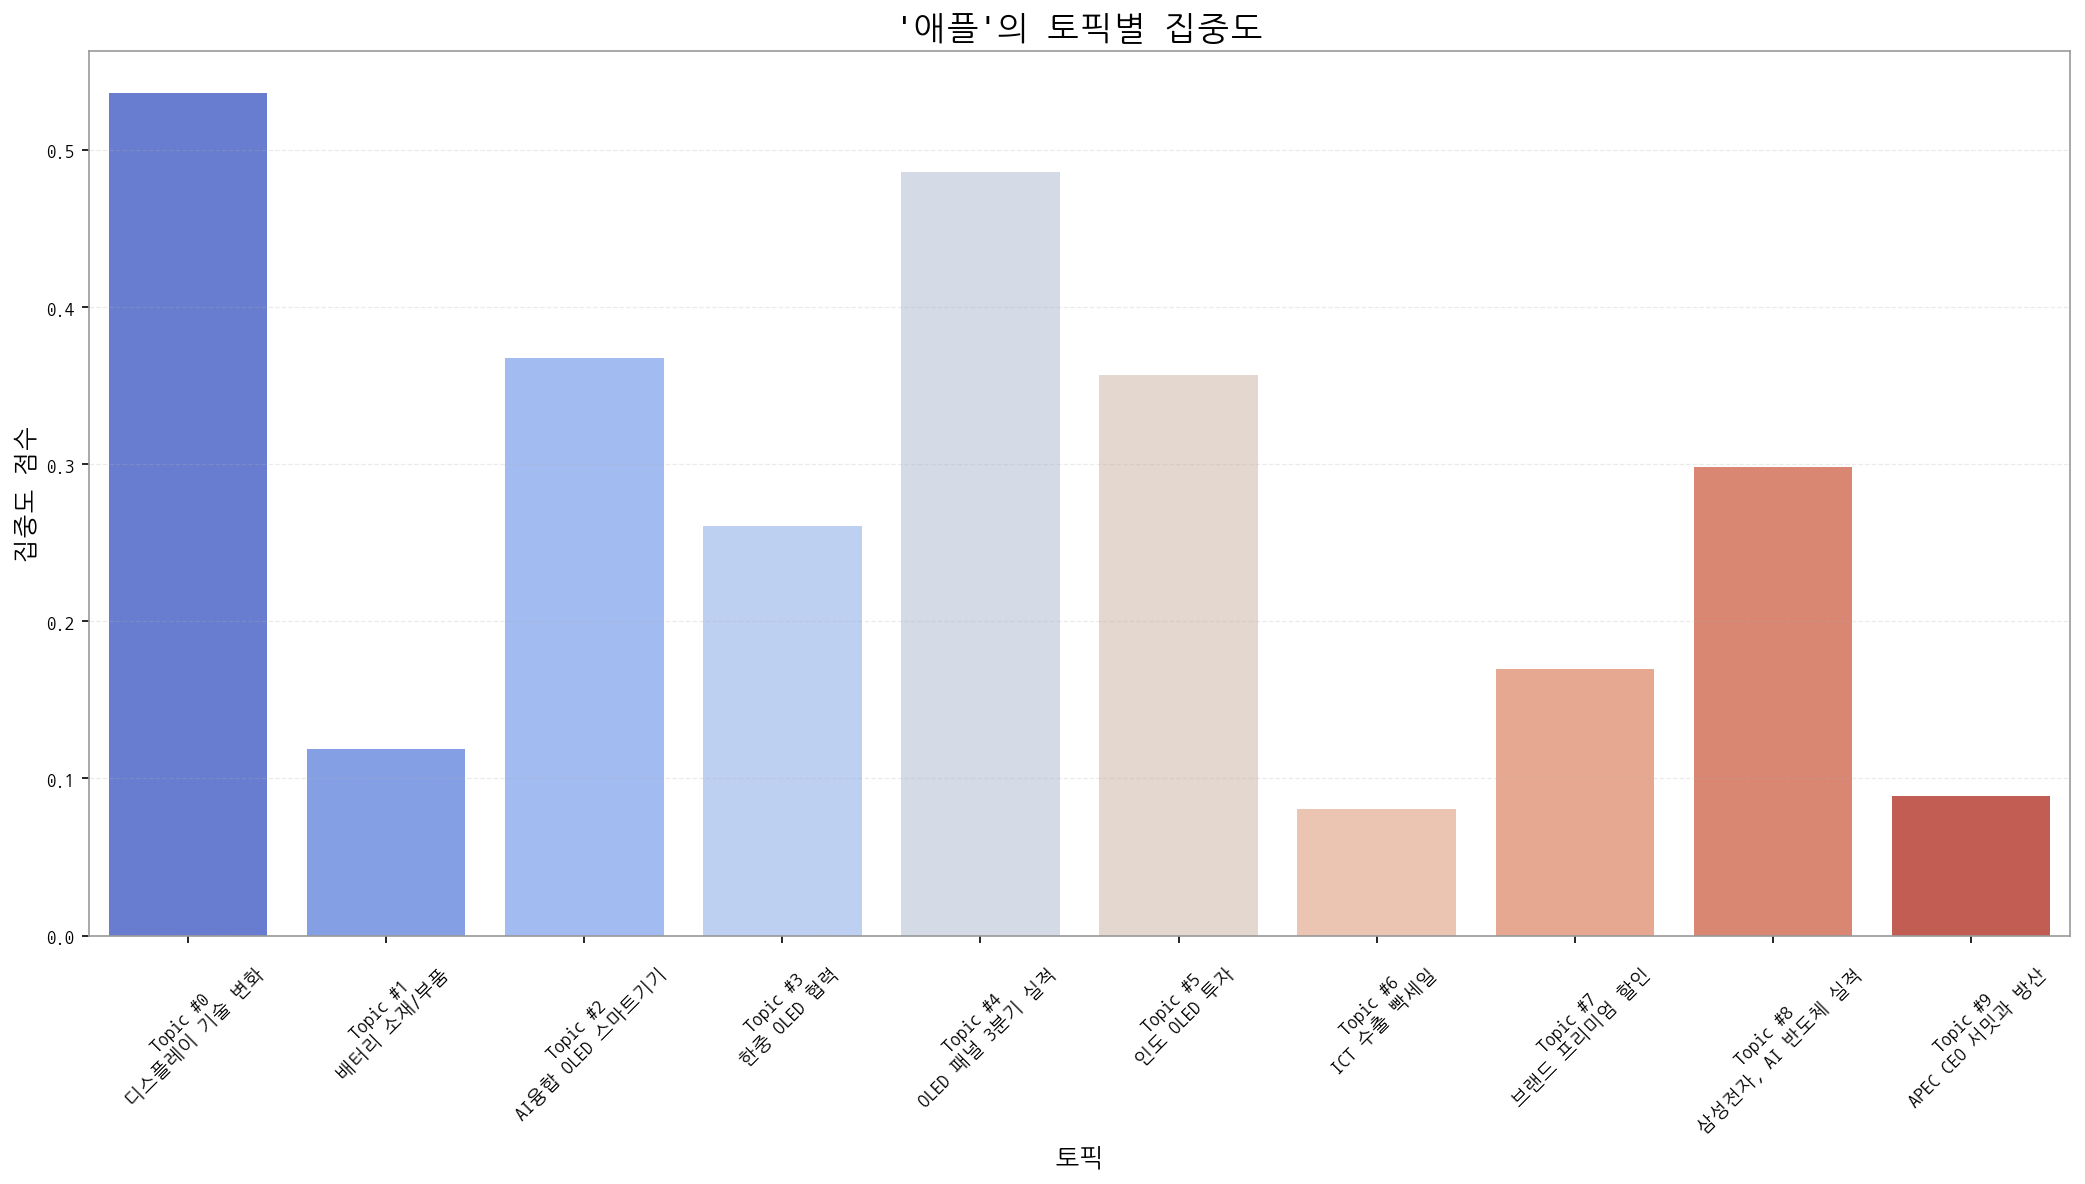 '애플'의 토픽별 집중도
집중도 점수
0.5
0.4
0.3
0.2
0.1
0.0
Topic #0
디스플레이 기술 변화
Topic #1
배터리 소재/부품
Topic #2
AI융합 OLED 스마트기기
Topic #3
한중 OLED 협력
Topic #4
OLED 패널 3분기 실적
Topic #5
인도 OLED 투자
Topic #6
ICT 수출 빡세일
Topic #7
브랜드 프리미엄 할인
Topic #8
삼성전자, AI 반도체 실적
Topic #9
APEC CEO 서밋과 방산
토픽